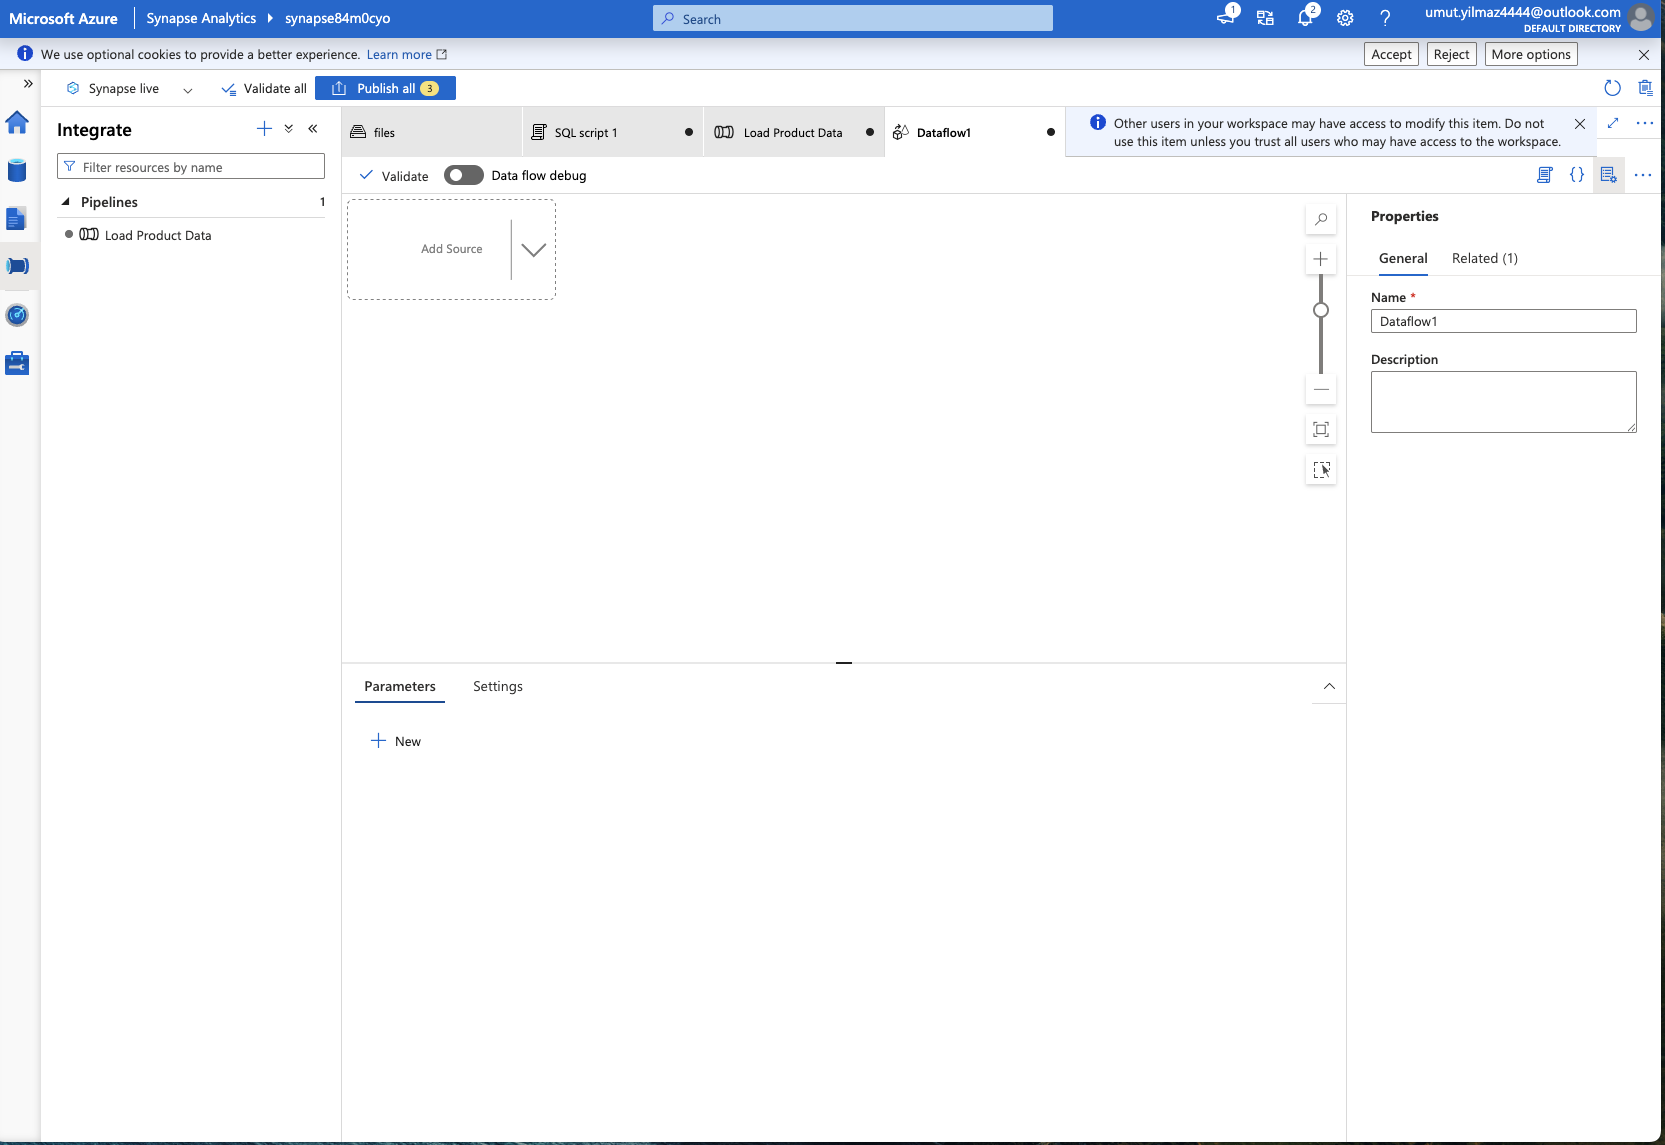 Microsoft Azure
Synapse Analytics
synapse84m0cyo
Search
1
2
umut.yilmaz4444@outlook.com
DEFAULT DIRECTORY
We use optional cookies to provide a better experience. Learn more
Accept
Reject
More options
Synapse live
Validate all
Publish all 3
Integrate
Filter resources by name
Pipelines 1
Load Product Data
files
SQL script 1
Load Product Data
Dataflow1
Other users in your workspace may have access to modify this item. Do not
use this item unless you trust all users who may have access to the workspace.
Validate
Data flow debug
Add Source
Properties
General
Related (1)
Name *
Dataflow1
Description
Parameters
Settings
New